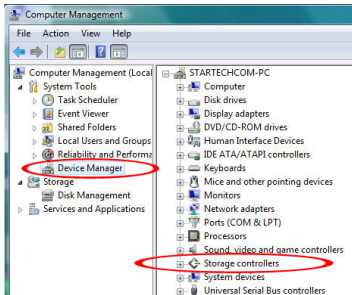 Computer Management
File Action View Help
Computer Management (Local
System Tools
Task Scheduler
Event Viewer
Shared Folders
Local Users and Groups
Reliability and Performa
Device Manager
Storage
Disk Management
Services and Applications
STARTECHCOM-PC
Computer
Disk drives
Display adapters
DVD/CD-ROM drives
Human Interface Devices
IDE ATA/ATAPI controllers
Keyboards
Mice and other pointing devices
Monitors
Network adapters
Ports (COM & LPT)
Processors
Sound, video and game controllers
Storage controllers
System devices
Universal Serial Bus controllers